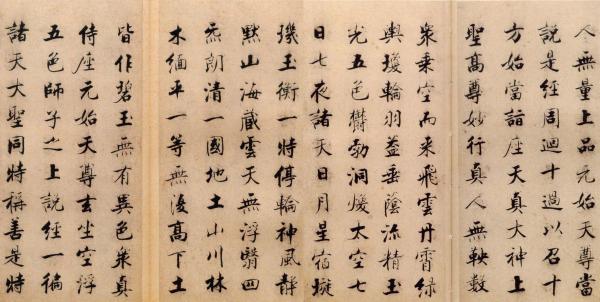 人無量上品元始天尊當
說是經周迴十過以召十
方始當詣座天真大神上
聖高尊妙行真人無鞅數
眾乘空而來飛雲丹霄綠
輿瓊輪羽蓋垂蔭流精玉
光五色鬱勃洞煥太空七
日七夜諸天日月星宿璇
璣玉衡一時停輪神風靜
默山海藏雲天無浮翳四
炁朗清一國地土山川林
木緬平一等無復高下土
皆作碧玉無有異色眾真
侍座元始天尊玄坐空浮
五色師子之上說經一徧
諸天大聖同時稱善是時